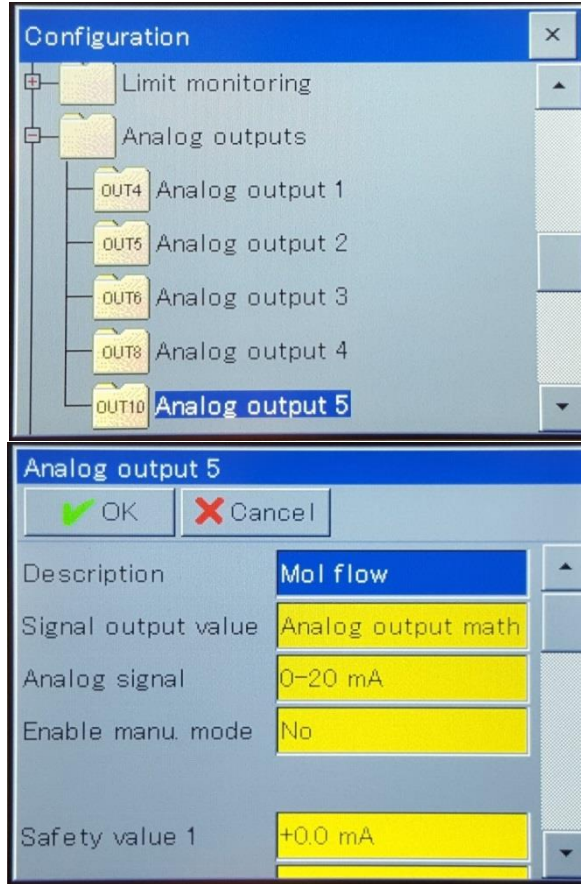 Configuration
Limit monitoring
Analog outputs
OUT4 Analog output 1
OUT5 Analog output 2
OUT6 Analog output 3
OUT8 Analog output 4
OUT10 Analog output 5
Analog output 5
OK Cancel
Description Mol flow
Signal output value Analog output math
Analog signal 0-20 mA
Enable manu. mode No
Safety value 1 +0.0 mA